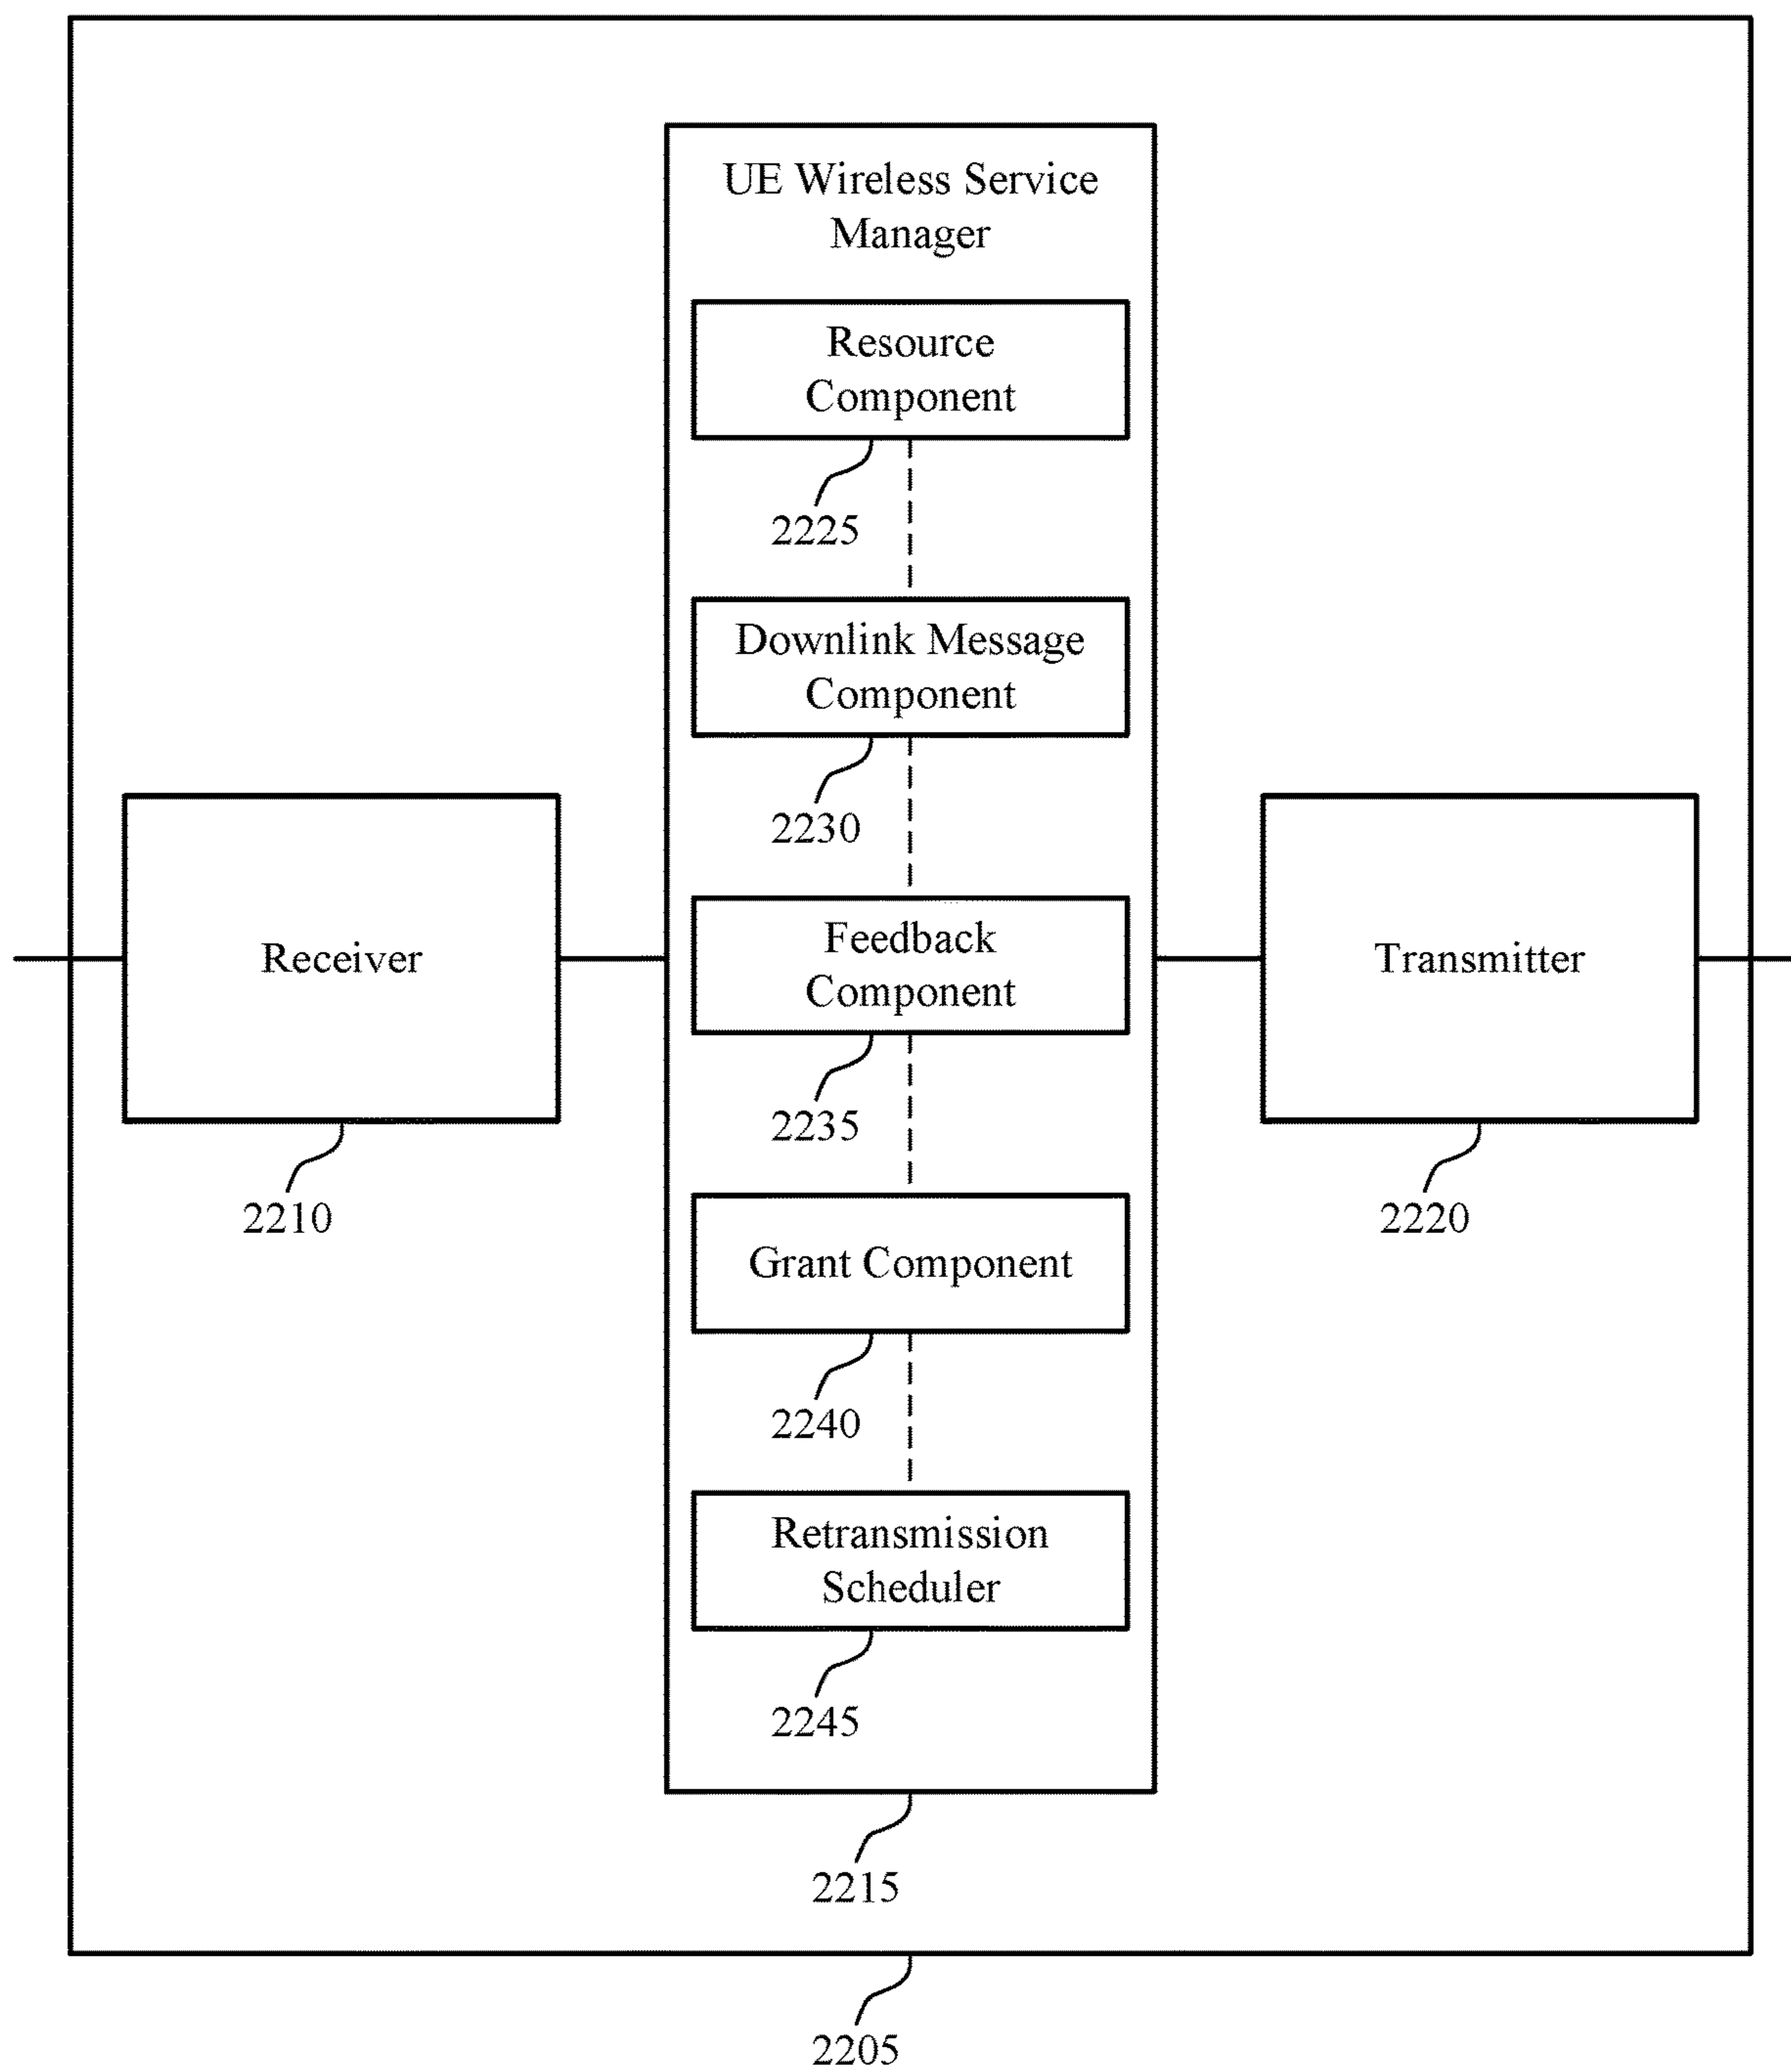 UE Wireless Service
Manager
Resource
Component
2225
Downlink Message
Component
2230
Receiver
2210
Feedback
Component
2235
Transmitter
2220
Grant Component
2240
Retransmission
Scheduler
2245
2215
2205